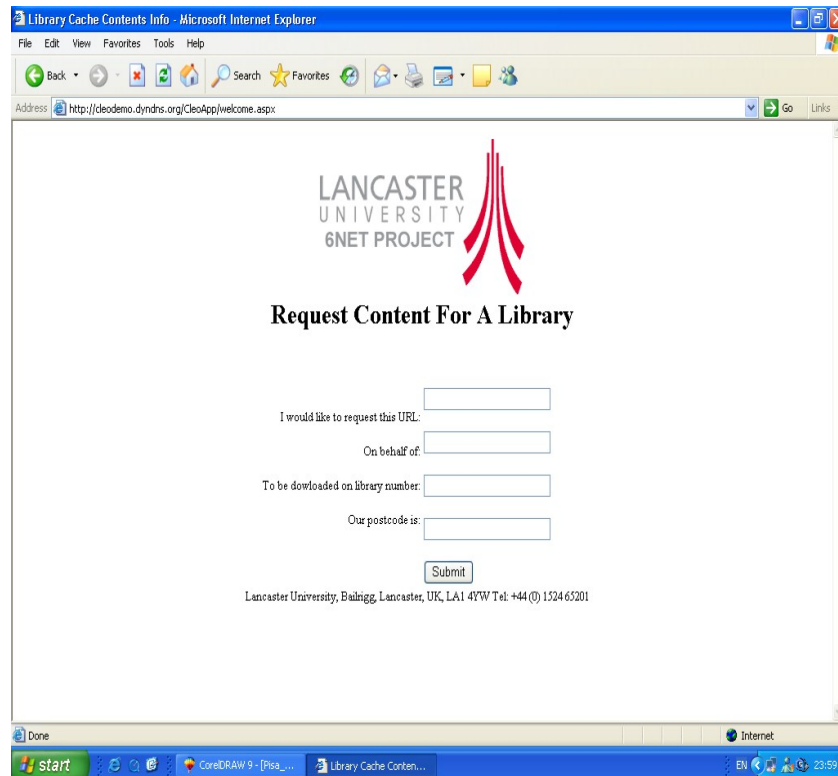 Library Cache Contents Info - Microsoft Internet Explorer
File Edit View Favorites Tools Help
Back Search Favorites
Address http://cleodemo.dyndns.org/CleoApp/welcome.aspx Go Links
LANCASTER
UNIVERSITY
6NET PROJECT
Request Content For A Library
I would like to request this URL:
On behalf of:
To be dowloaded on library number:
Our postcode is:
Submit
Lancaster University, Bailrigg, Lancaster, UK, LA1 4YW Tel: +44 (0) 1524 65201
Done Internet
start CorelDRAW 9 - [Pisa_... Library Cache Conten... EN 23:59